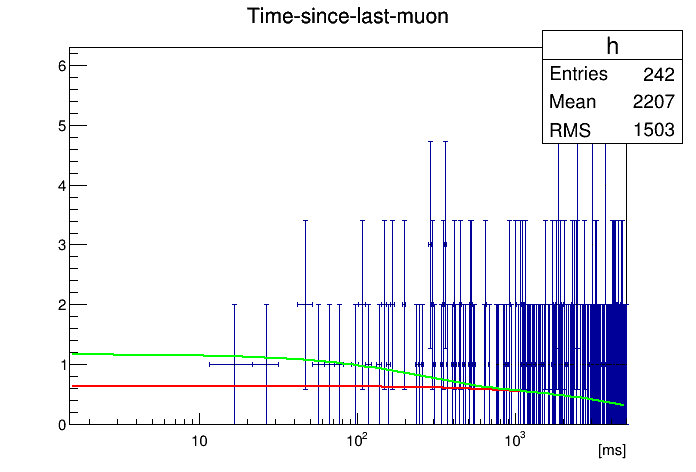 Time-since-last-muon
h
Entries 242
Mean 2207
RMS 1503
6
5
4
3
2
1
0
10 10² 10³
[ms]